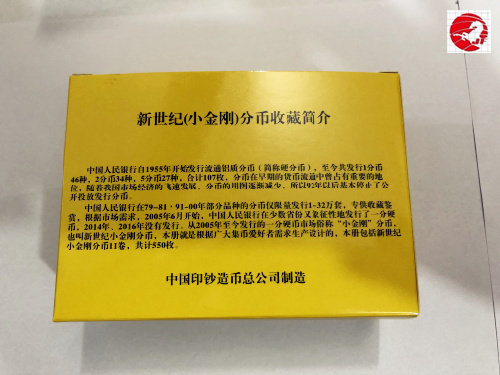 新世纪(小金刚)分币收藏简介
中国人民银行自1955年开始发行流通铝质分币（简称硬分币），至今共发行1分币
46种，2分币34种，5分币27种，合计107枚，分币在早期的货币流通中曾占有重要的地
位，随着我国市场经济的飞速发展，分币的用图逐渐减少，所以92年以后基本停止了公
开投放发行分币。
中国人民银行在79-81·91-00年部分品种的分币仅限量发行1-32万套，专供收藏鉴
赏，根据市场需求，2005年6月开始，中国人民银行在少数省份又象征性地发行了一分硬
币，2014年、2016年没有发行。从2005年至今发行的一分硬币市场俗称“小金刚”分币，
也叫新世纪小金刚分币，本册就是根据广大集币爱好者需求生产设计的，本册包括新世纪
小金刚分币11卷，共计550枚。
中国印钞造币总公司制造